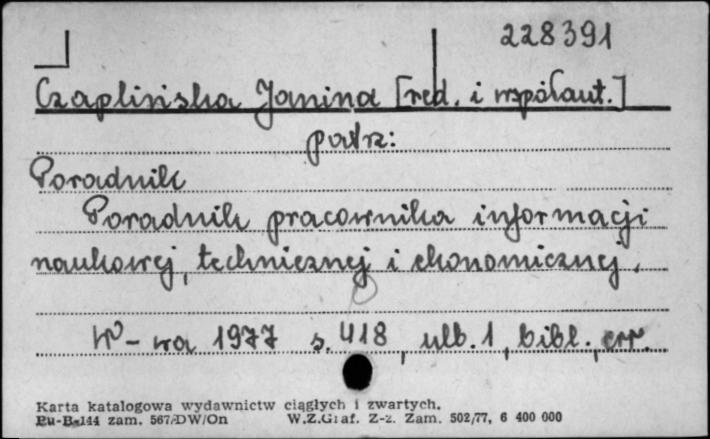 228391
Czaplińska Janina [red. i współaut.]
patrz:
Poradnik
Poradnik pracownika informacji
naukowej, technicznej i ekonomicznej.
W-wa 1977 s. 418, ulb. 1, bibl., err.
Karta katalogowa wydawnictw ciągłych i zwartych.
Pu-B-144 zam. 567/DW/On W.Z.Graf. Z-z. Zam. 502/77, 6 400 000